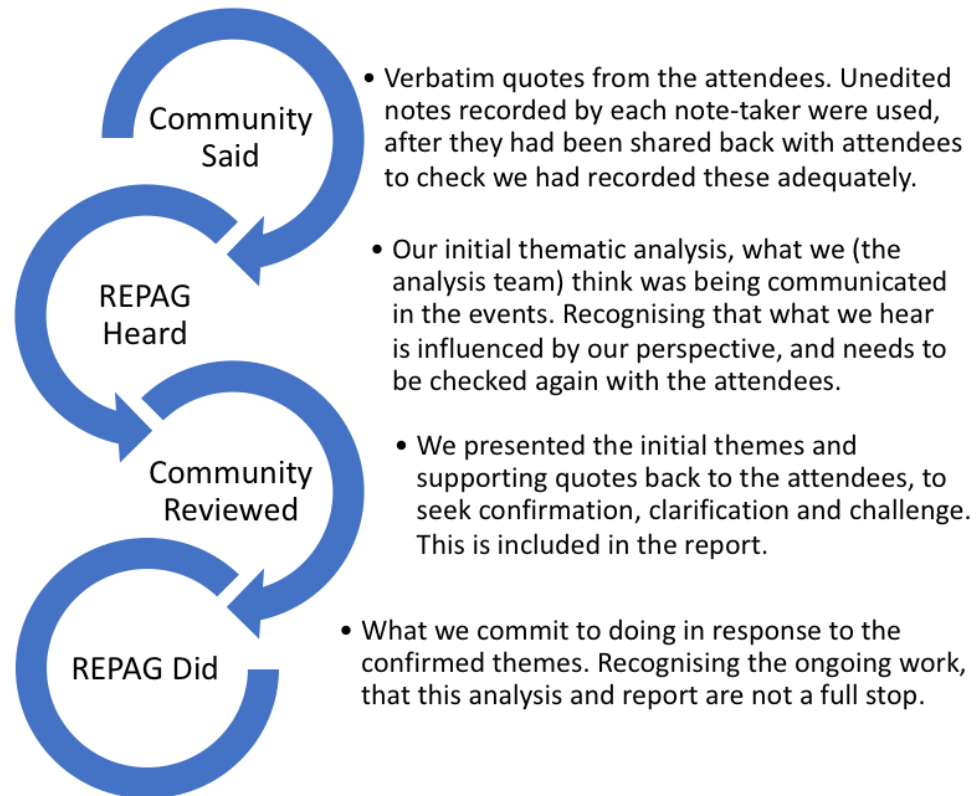 Community
Said
• Verbatim quotes from the attendees. Unedited
notes recorded by each note-taker were used,
after they had been shared back with attendees
to check we had recorded these adequately.
REPAG
Heard
• Our initial thematic analysis, what we (the
analysis team) think was being communicated
in the events. Recognising that what we hear
is influenced by our perspective, and needs to
be checked again with the attendees.
Community
Reviewed
• We presented the initial themes and
supporting quotes back to the attendees, to
seek confirmation, clarification and challenge.
This is included in the report.
REPAG Did
• What we commit to doing in response to the
confirmed themes. Recognising the ongoing work,
that this analysis and report are not a full stop.